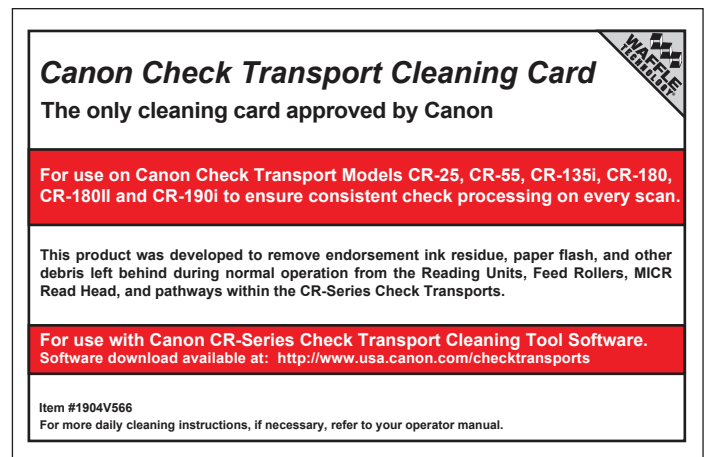 WAFFLE
TECHNOLOGY®
Canon Check Transport Cleaning Card
The only cleaning card approved by Canon
For use on Canon Check Transport Models CR-25, CR-55, CR-135i, CR-180,
CR-180II and CR-190i to ensure consistent check processing on every scan.
This product was developed to remove endorsement ink residue, paper flash, and other
debris left behind during normal operation from the Reading Units, Feed Rollers, MICR
Read Head, and pathways within the CR-Series Check Transports.
For use with Canon CR-Series Check Transport Cleaning Tool Software.
Software download available at: http://www.usa.canon.com/checktransports
Item #1904V566
For more daily cleaning instructions, if necessary, refer to your operator manual.